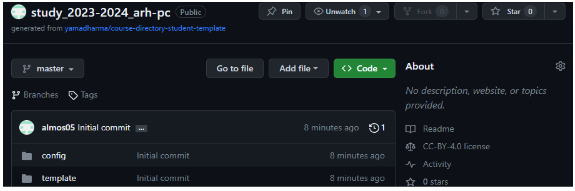 study_2023-2024_arh-pc Public
Pin
Unwatch 1
Fork 0
Star 0
generated from yamadharma/course-directory-student-template
master
Go to file
Add file
Code
Branches
Tags
almos05 Initial commit ...
8 minutes ago
1
config Initial commit 8 minutes ago
template Initial commit 8 minutes ago
About
No description, website, or topics
provided.
Readme
CC-BY-4.0 license
Activity
0 stars